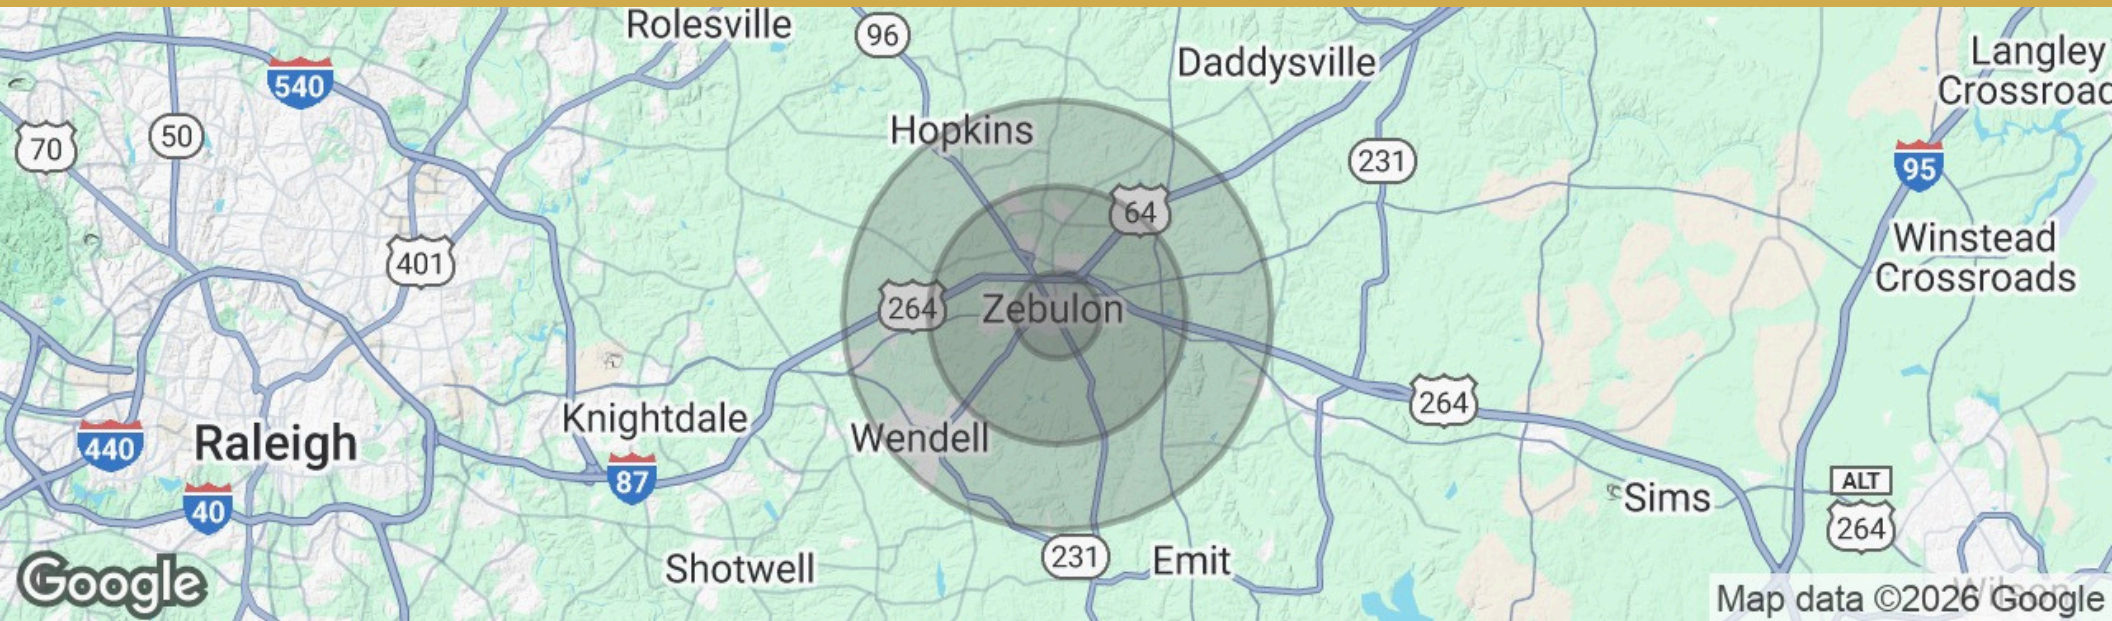 Rolesville
96
Daddysville
Langley
Crossroad
540
70
50
Hopkins
231
95
64
401
Winstead
Crossroads
264
Zebulon
264
Knightdale
Wendell
440
Raleigh
87
40
Sims
ALT
264
231
Emit
Shotwell
Google
Wilson
Map data ©2026 Google